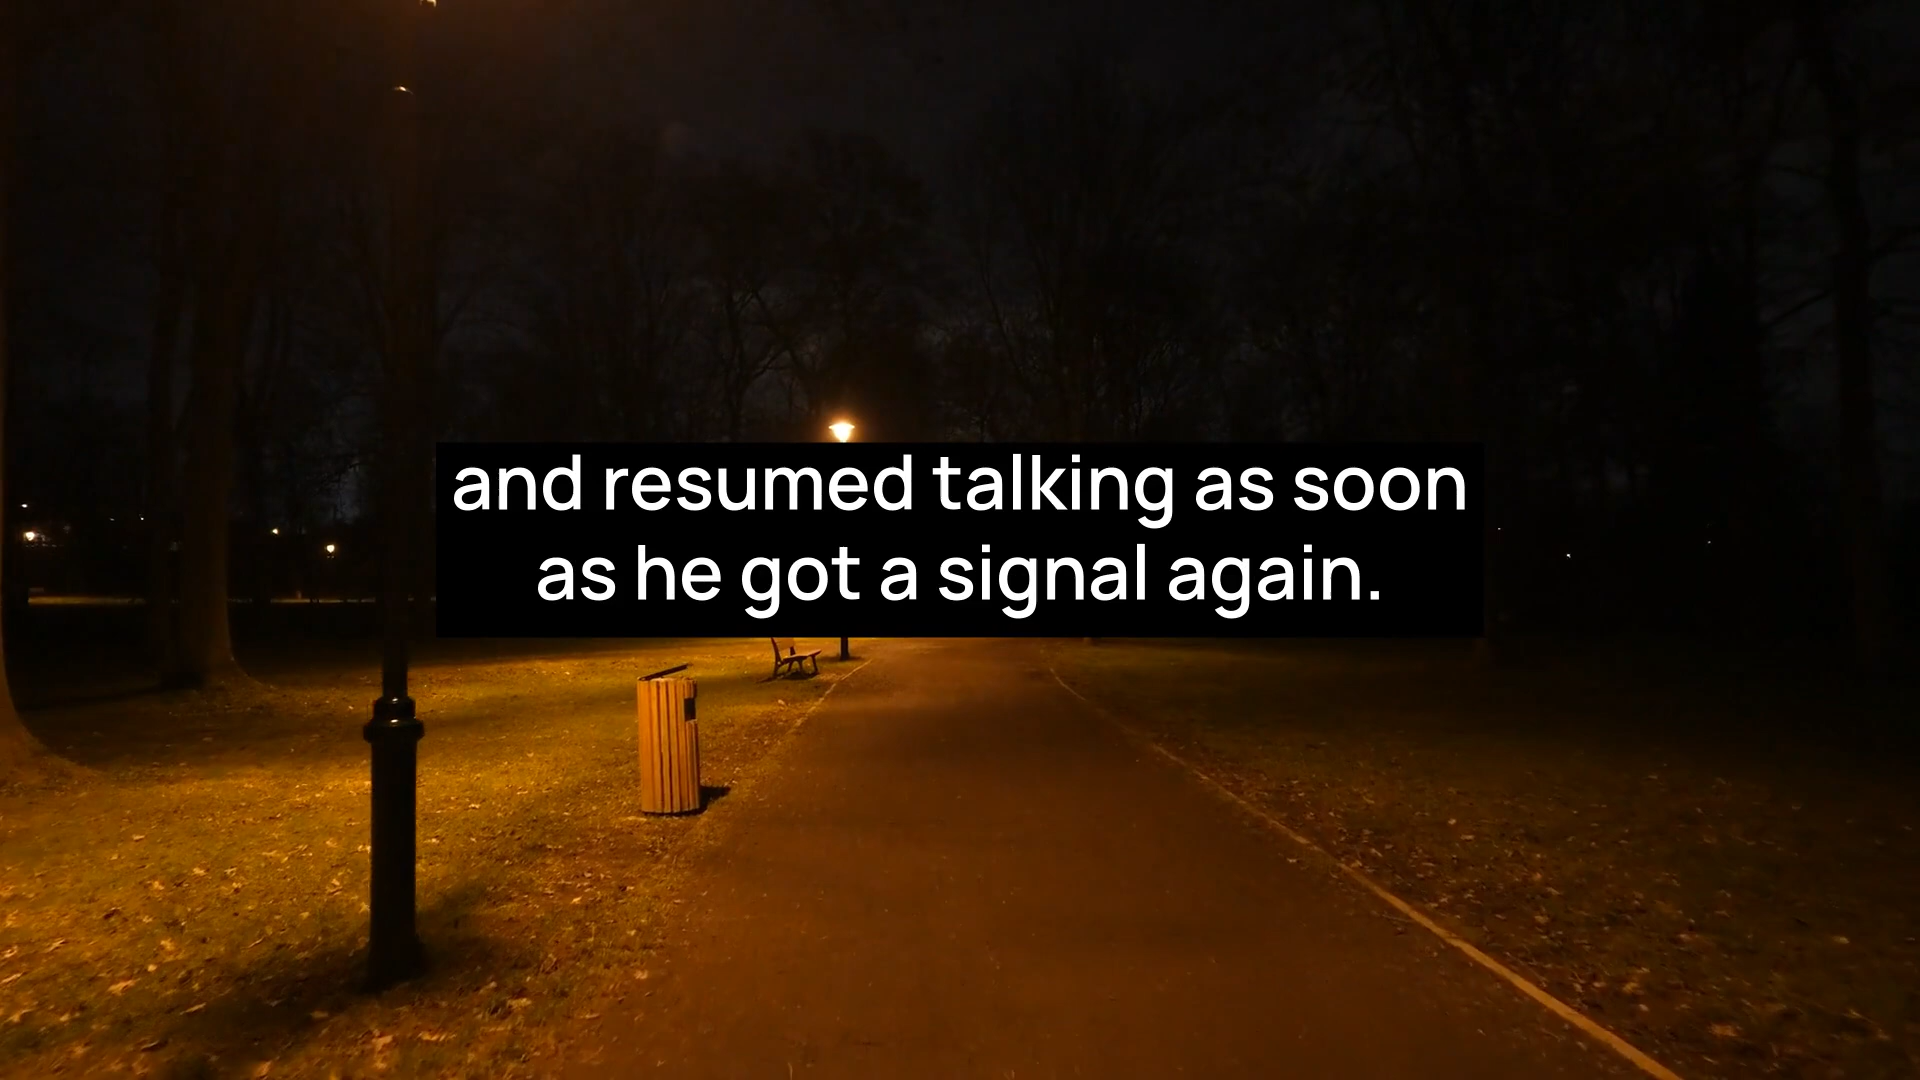 and resumed talking as soon
as he got a signal again.